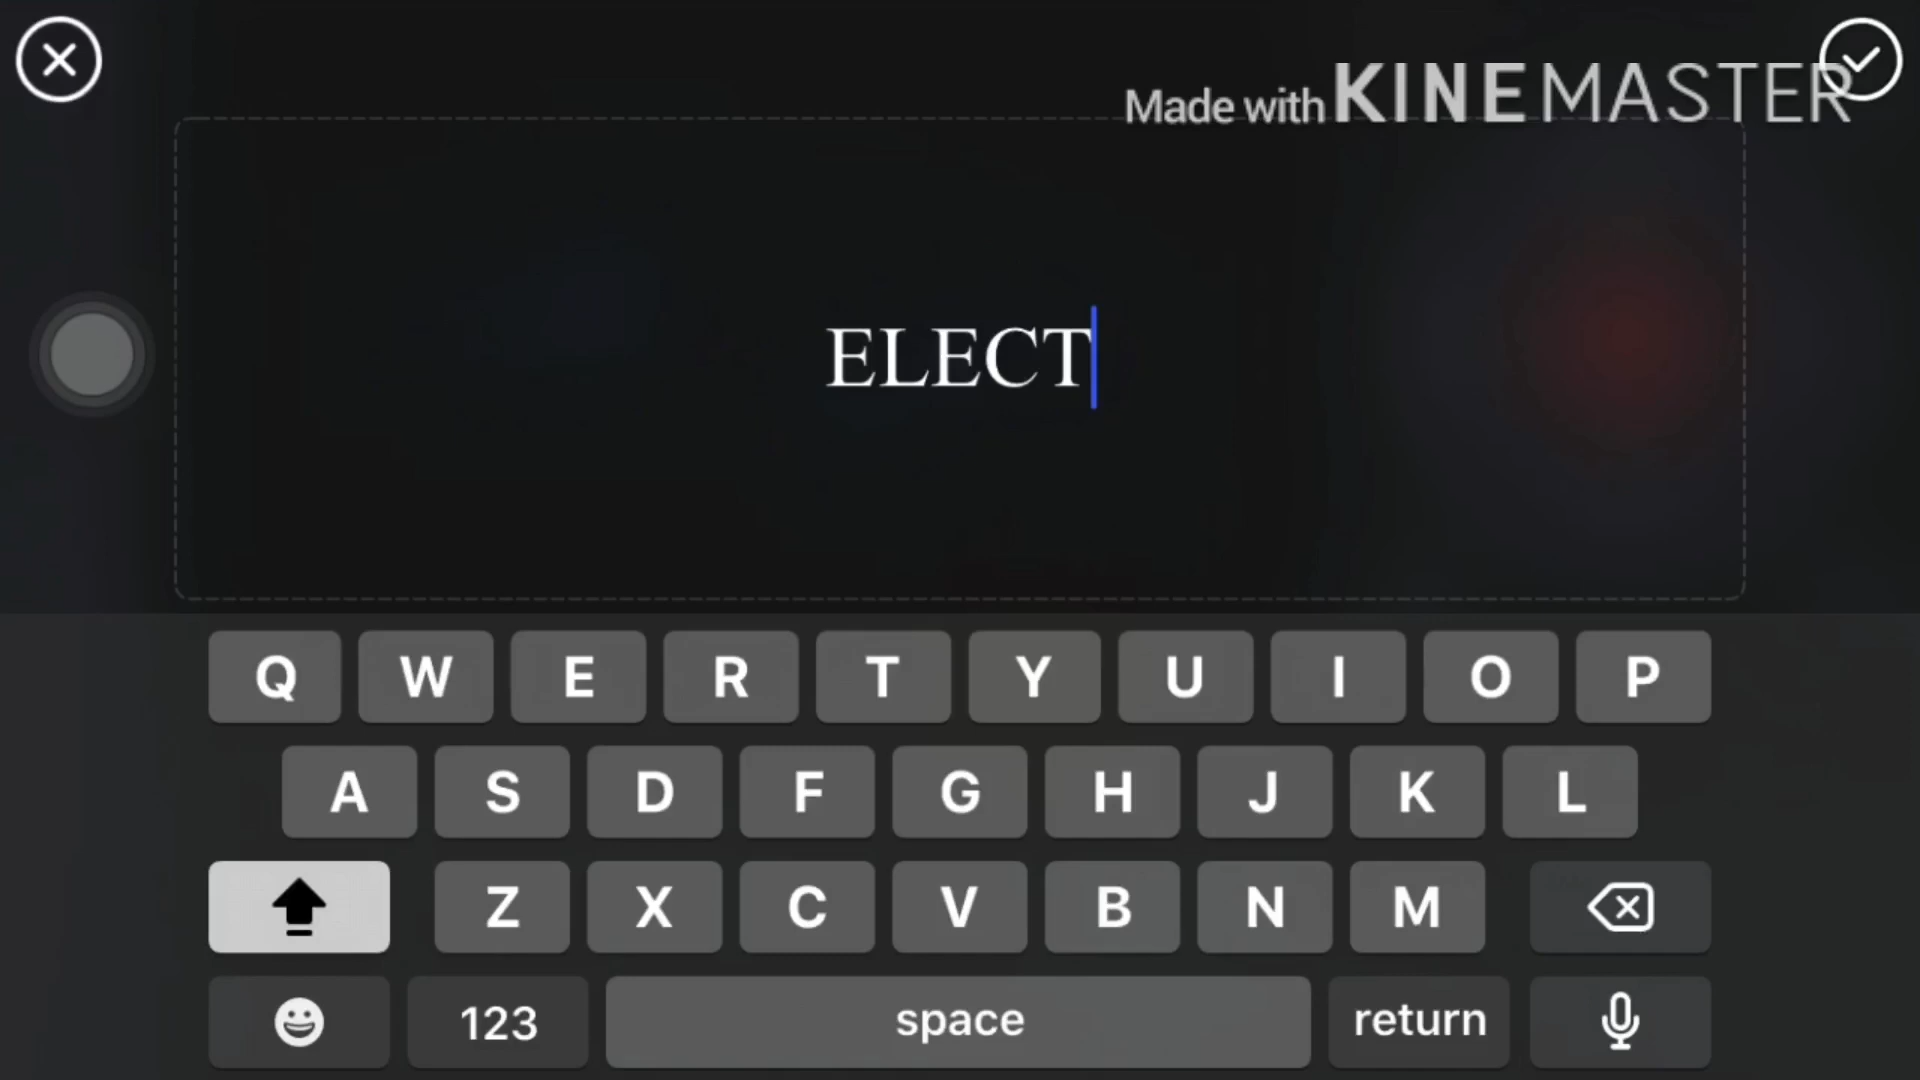 Made with KINEMASTER
ELECT
Q W E R T Y U I O P
A S D F G H J K L
Z X C V B N M
123 space return